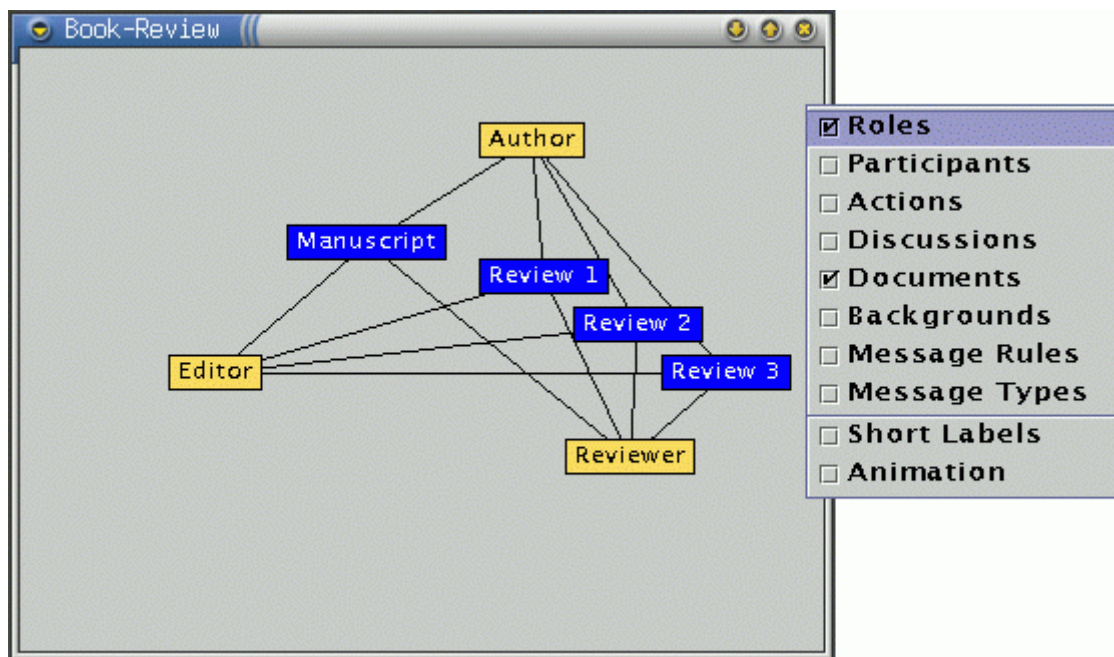 Book-Review
Author
Manuscript
Review 1
Review 2
Editor
Review 3
Reviewer
Roles
Participants
Actions
Discussions
Documents
Backgrounds
Message Rules
Message Types
Short Labels
Animation